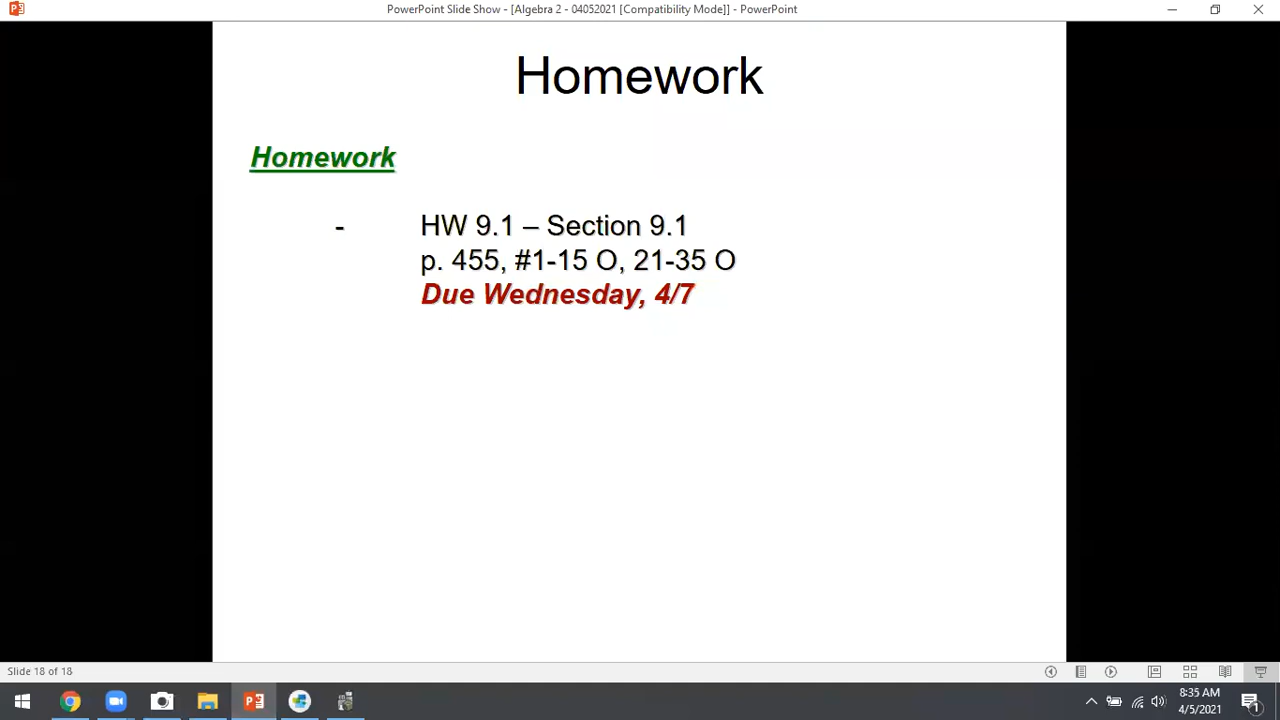 PowerPoint Slide Show - [Algebra 2 - 04052021 [Compatibility Mode]] - PowerPoint
Homework
Homework
- HW 9.1 – Section 9.1
p. 455, #1-15 O, 21-35 O
Due Wednesday, 4/7
Slide 18 of 18
8:35 AM
4/5/2021
1